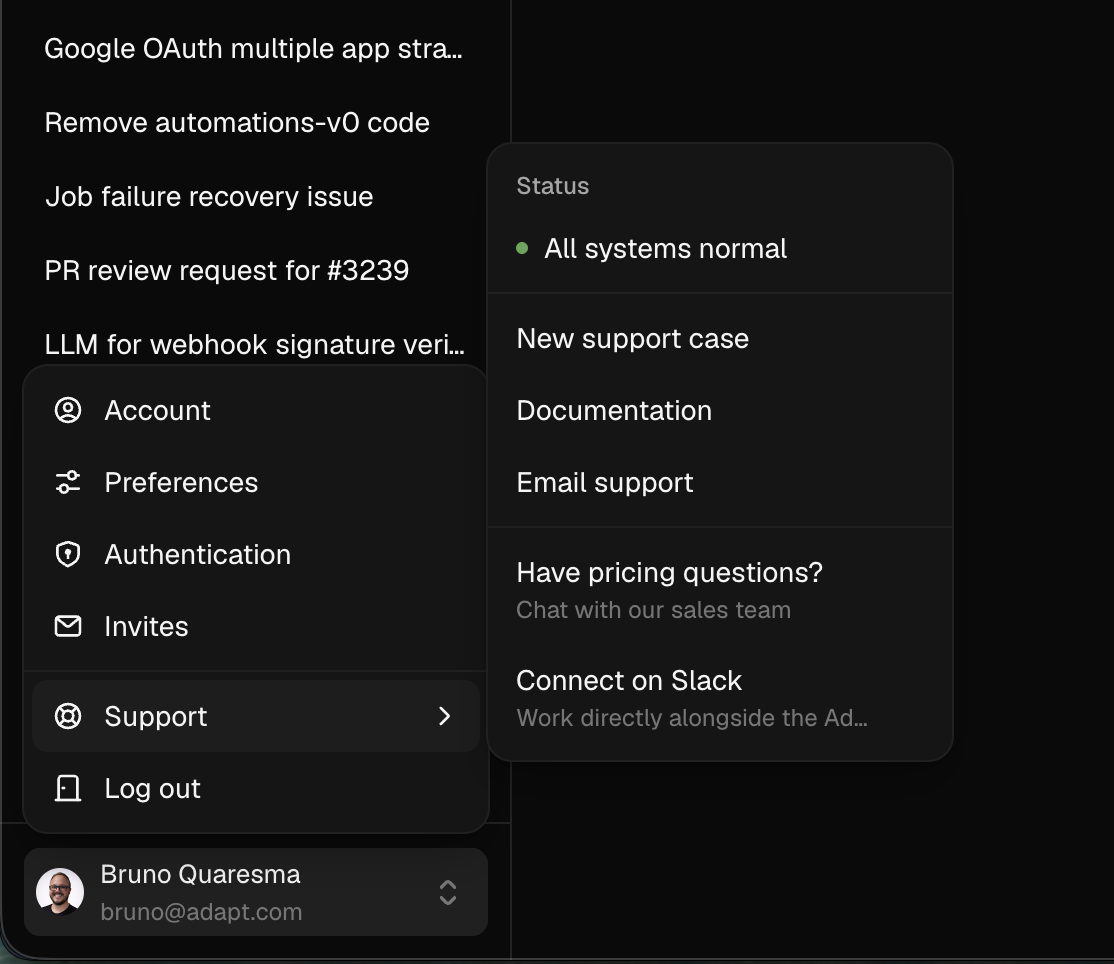 Google OAuth multiple app stra...
Remove automations-v0 code
Job failure recovery issue
PR review request for #3239
LLM for webhook signature veri...
Account
Preferences
Authentication
Invites
Support
Log out
Bruno Quaresma
bruno@adapt.com
Status
All systems normal
New support case
Documentation
Email support
Have pricing questions?
Chat with our sales team
Connect on Slack
Work directly alongside the Ad...